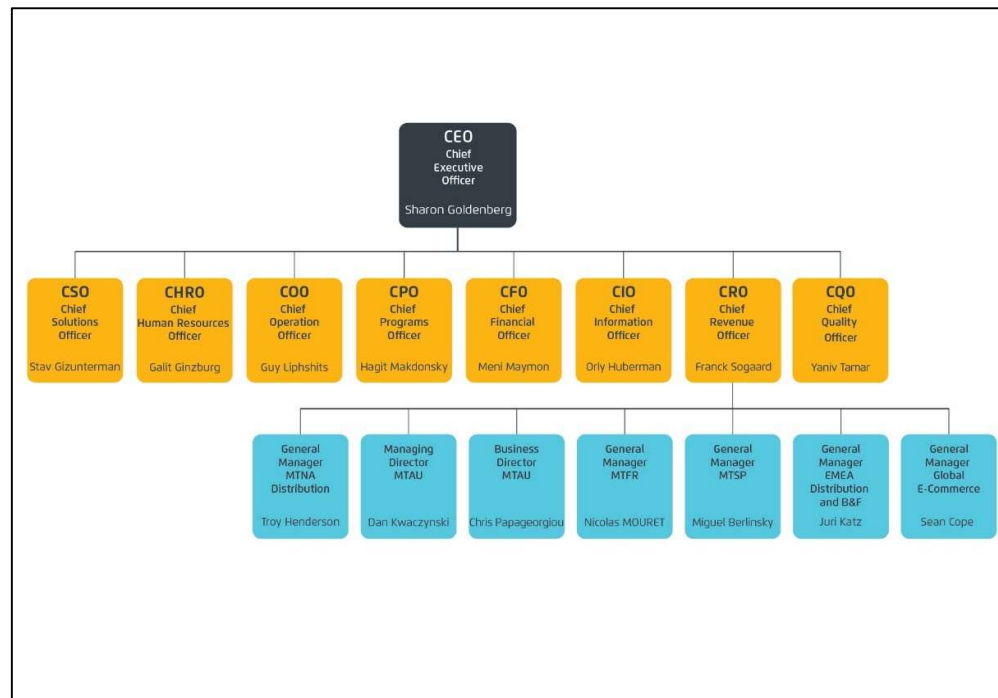 CEO
Chief
Executive
Officer
Sharon Goldenberg
CSO
Chief
Solutions
Officer
Stav Gizunterman
CHRO
Chief
Human Resources
Officer
Galit Ginzburg
COO
Chief
Operation
Officer
Guy Liphshits
CPO
Chief
Programs
Officer
Hagit Makdonsky
CFO
Chief
Financial
Officer
Meni Maymon
CIO
Chief
Information
Officer
Orly Huberman
CRO
Chief
Revenue
Officer
Franck Sogaard
CQO
Chief
Quality
Officer
Yaniv Tamar
General
Manager
MTNA
Distribution
Troy Henderson
Managing
Director
MTAU
Dan Kwaczynski
Business
Director
MTAU
Chris Papageorgiou
General
Manager
MTFR
Nicolas MOURET
General
Manager
MTSP
Miguel Berlinsky
General
Manager
EMEA
Distribution
and B&F
Juri Katz
General
Manager
Global
E-Commerce
Sean Cope